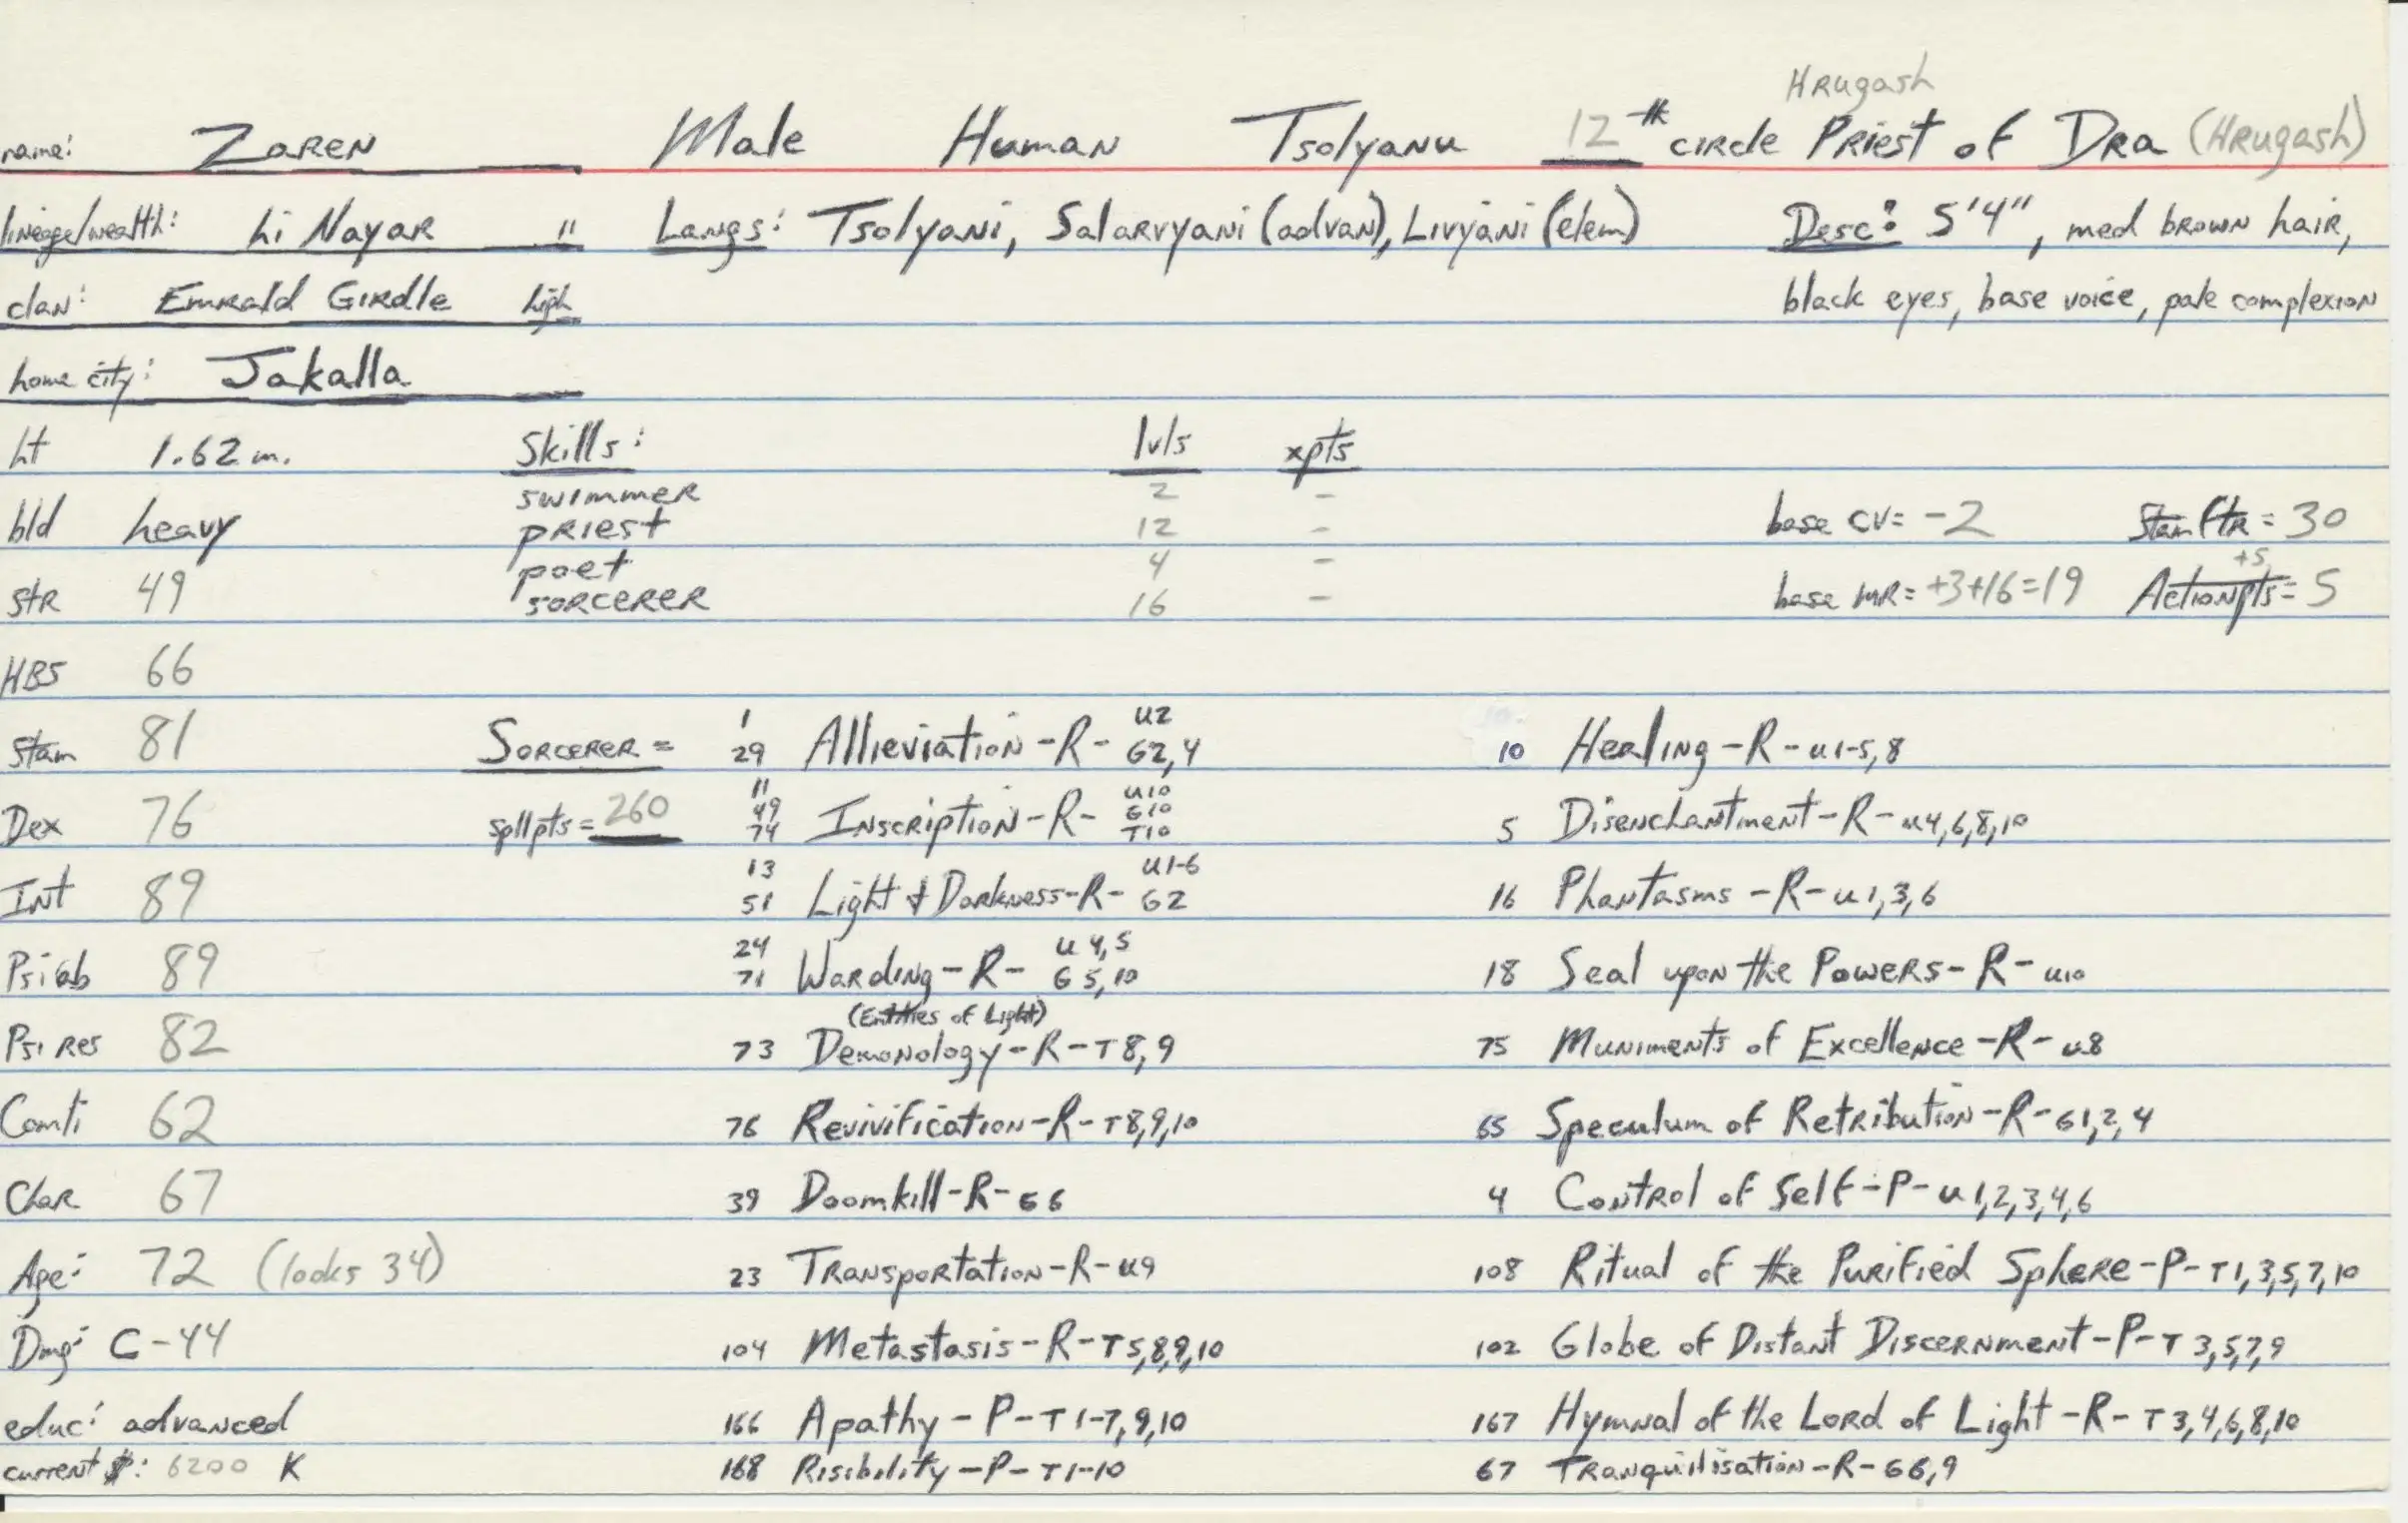 Hrugash
name: Zaren Male Human Tsolyanu 12th circle Priest of Dra (Hrugash)
lineage/wealth: hi Nayar " Langs: Tsolyani, Salarvyani (advan), Livyani (elem) Desc: 5'4", med brown hair,
clan: Emrald Girdle high black eyes, base voice, pale complexion
home city: Jakalla
ht 1.62 m. Skills: lvls xpts
swimmer 2 -
bld heavy priest 12 - base CV= -2 Stam ftr = 30
poet 4 - +5
str 49 sorcerer 16 - base MR= +3+16=19 Action pts= 5
HBS 66
Stam 81 Sorcerer = 1 29 Allieviation-R- u2 G2,4 10 Healing-R-u1-5,8
Dex 76 spllpts= 260 11 49 74 Inscription-R- u10 G10 T10 5 Disenchantment-R-u4,6,8,10
Int 89 13 51 Light & Darkness-R- u1-6 G2 16 Phantasms-R-u1,3,6
Psi ab 89 24 71 Warding-R- u4,5 G5,10 18 Seal upon the Powers-R-u10
(Entities of Light)
Psi Res 82 73 Demonology-R-T8,9 75 Muniments of Excellence-R-u8
Comli 62 76 Revivification-R-T8,9,10 65 Speculum of Retribution-R-G1,2,4
Char 67 39 Doomkill-R-G6 4 Control of Self-P-u1,2,3,4,6
Age: 72 (looks 34) 23 Transportation-R-u9 108 Ritual of the Purified Sphere-P-T1,3,5,7,10
Dmg: C-44 104 Metastasis-R-T5,8,9,10 102 Globe of Distant Discernment-P-T3,5,7,9
educ: advanced 166 Apathy-P-T1-7,9,10 167 Hymnal of the Lord of Light-R-T3,4,6,8,10
current $: 6200 K 168 Risibility-P-T1-10 67 Tranquilisation-R-G6,9